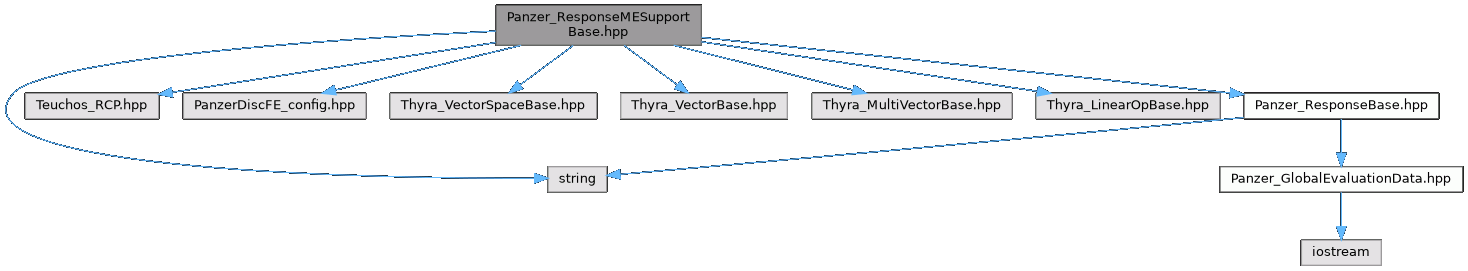 Panzer_ResponseMESupport
Base.hpp
Teuchos_RCP.hpp
PanzerDiscFE_config.hpp
Thyra_VectorSpaceBase.hpp
Thyra_VectorBase.hpp
Thyra_MultiVectorBase.hpp
Thyra_LinearOpBase.hpp
Panzer_ResponseBase.hpp
string
Panzer_GlobalEvaluationData.hpp
iostream